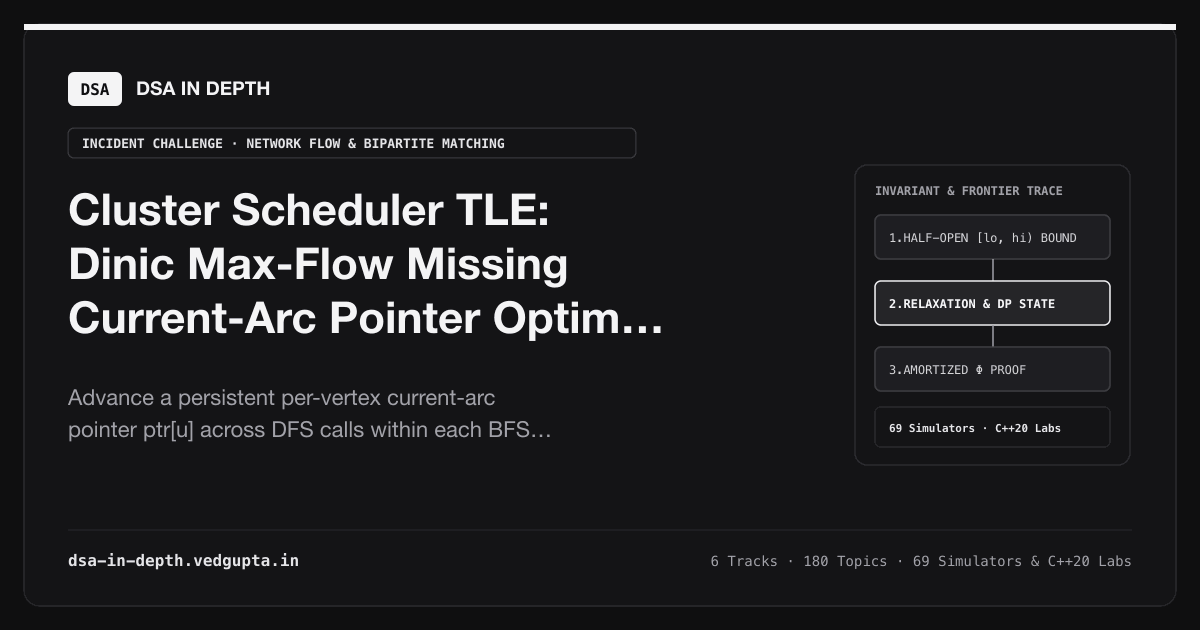 DSA
DSA IN DEPTH
INCIDENT CHALLENGE · NETWORK FLOW & BIPARTITE MATCHING
Cluster Scheduler TLE:
Dinic Max-Flow Missing
Current-Arc Pointer Optim...
Advance a persistent per-vertex current-arc
pointer ptr[u] across DFS calls within each BFS...
INVARIANT & FRONTIER TRACE
1.HALF-OPEN [lo, hi) BOUND
2.RELAXATION & DP STATE
3.AMORTIZED Φ PROOF
69 Simulators · C++20 Labs
dsa-in-depth.vedgupta.in
6 Tracks · 180 Topics · 69 Simulators & C++20 Labs